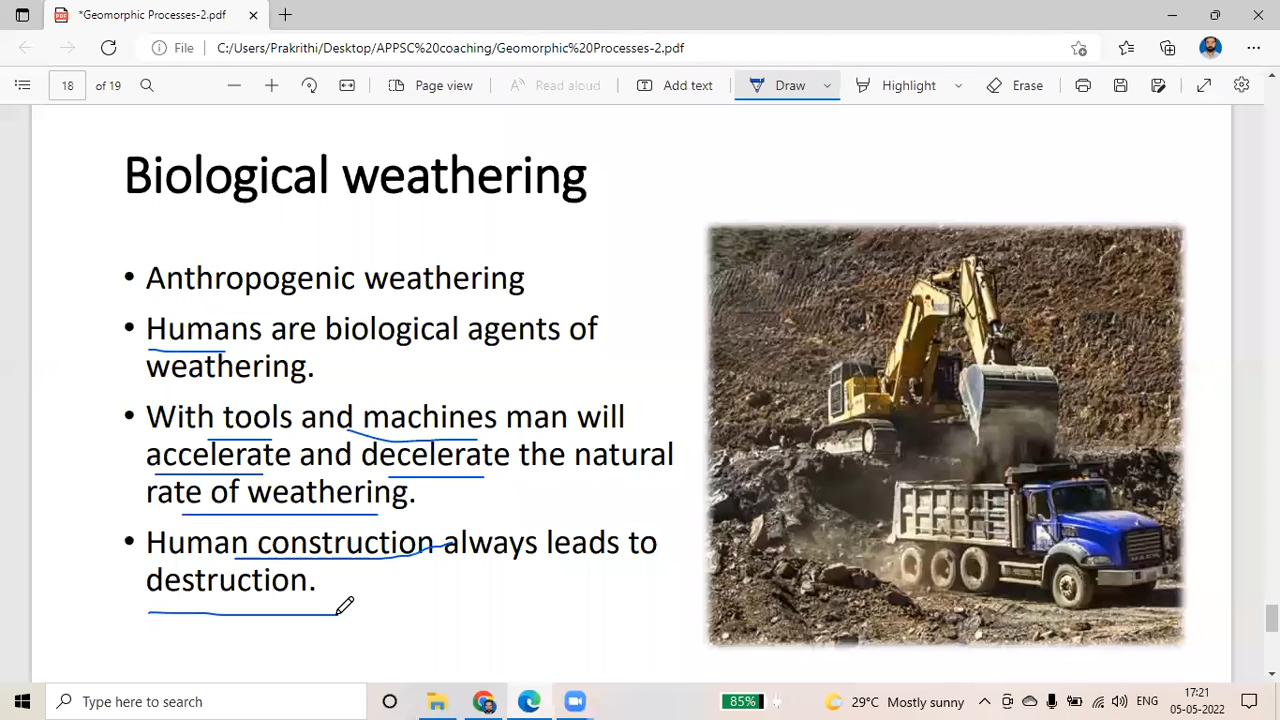 *Geomorphic Processes-2.pdf
File C:/Users/Prakrithi/Desktop/APPSC%20coaching/Geomorphic%20Processes-2.pdf
18 of 19 Page view Read aloud Add text Draw Highlight Erase
Biological weathering
• Anthropogenic weathering
• Humans are biological agents of
weathering.
• With tools and machines man will
accelerate and decelerate the natural
rate of weathering.
• Human construction always leads to
destruction.
Type here to search 85% 29°C Mostly sunny ENG 17:21
05-05-2022